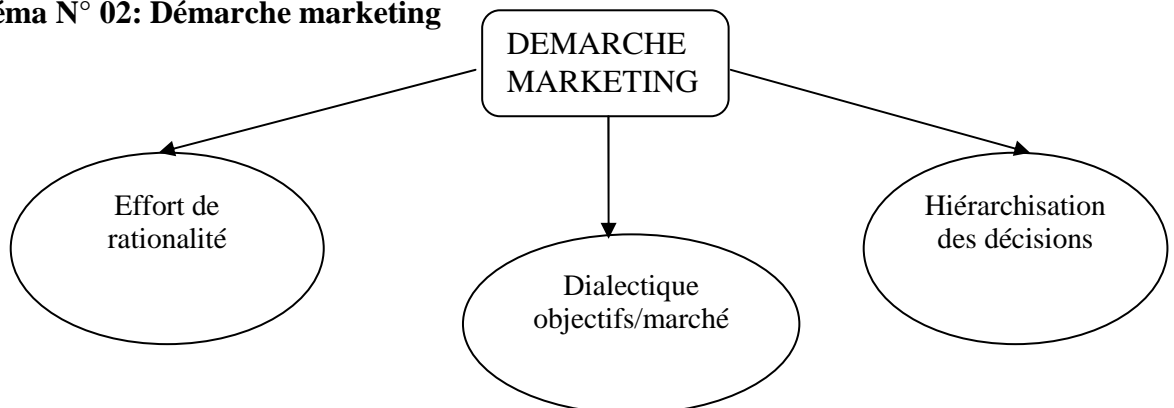 éma N° 02: Démarche marketing
DEMARCHE
MARKETING
Effort de
rationalité
Dialectique
objectifs/marché
Hiérarchisation
des décisions